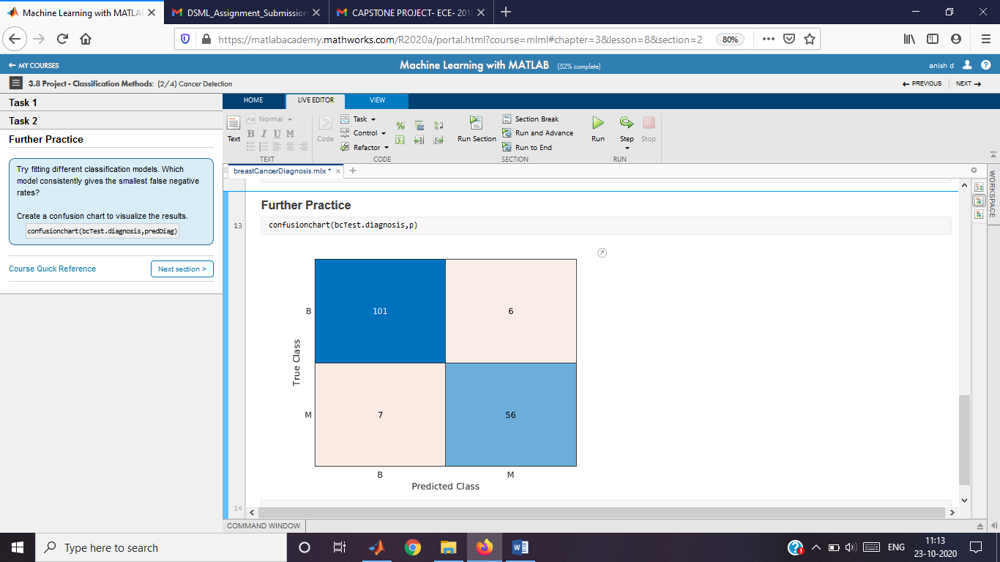 Machine Learning with MATLA
DSML_Assignment_Submission
CAPSTONE PROJECT- ECE- 201
https://matlabacademy.mathworks.com/R2020a/portal.html?course=mlml#chapter=3&lesson=8&section=2
80%
MY COURSES
Machine Learning with MATLAB (52% complete)
anish d
3.8 Project - Classification Methods: (2/4) Cancer Detection
PREVIOUS
NEXT
Task 1
Task 2
Further Practice
Try fitting different classification models. Which
model consistently gives the smallest false negative
rates?
Create a confusion chart to visualize the results.
confusionchart(bcTest.diagnosis,predDiag)
Course Quick Reference
Next section >
HOME
LIVE EDITOR
VIEW
Text
Aa Normal
B I U M
TEXT
Code
Task
Control
Refactor
CODE
Run Section
Section Break
Run and Advance
Run to End
SECTION
Run
Step
Stop
RUN
breastCancerDiagnosis.mlx *
WORKSPACE
Further Practice
13
confusionchart(bcTest.diagnosis,p)
B
101
6
True Class
M
7
56
B
M
Predicted Class
14
COMMAND WINDOW
Type here to search
ENG
11:13
23-10-2020